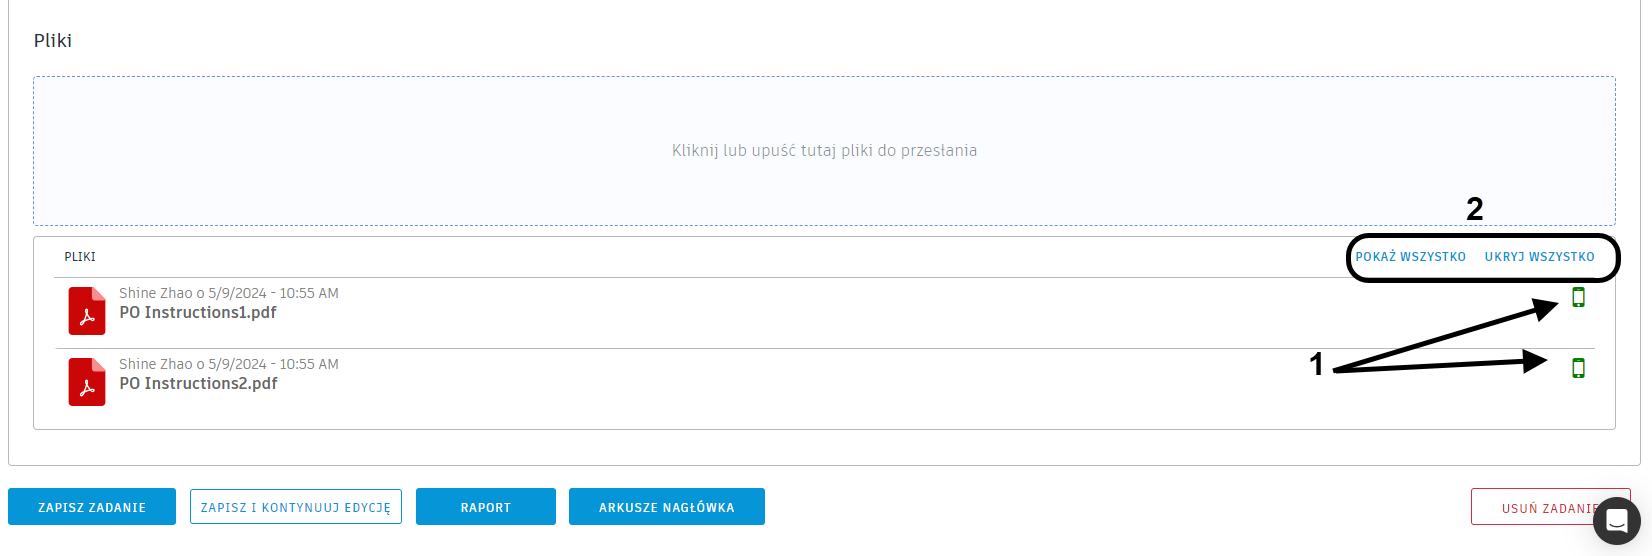 Pliki
Kliknij lub upuść tutaj pliki do przesłania
2
PLIKI
POKAŻ WSZYSTKO UKRYJ WSZYSTKO
Shine Zhao o 5/9/2024 - 10:55 AM
PO Instructions1.pdf
1
Shine Zhao o 5/9/2024 - 10:55 AM
PO Instructions2.pdf
ZAPISZ ZADANIE ZAPISZ I KONTYNUUJ EDYCJĘ RAPORT ARKUSZE NAGŁÓWKA USUŃ ZADANIE